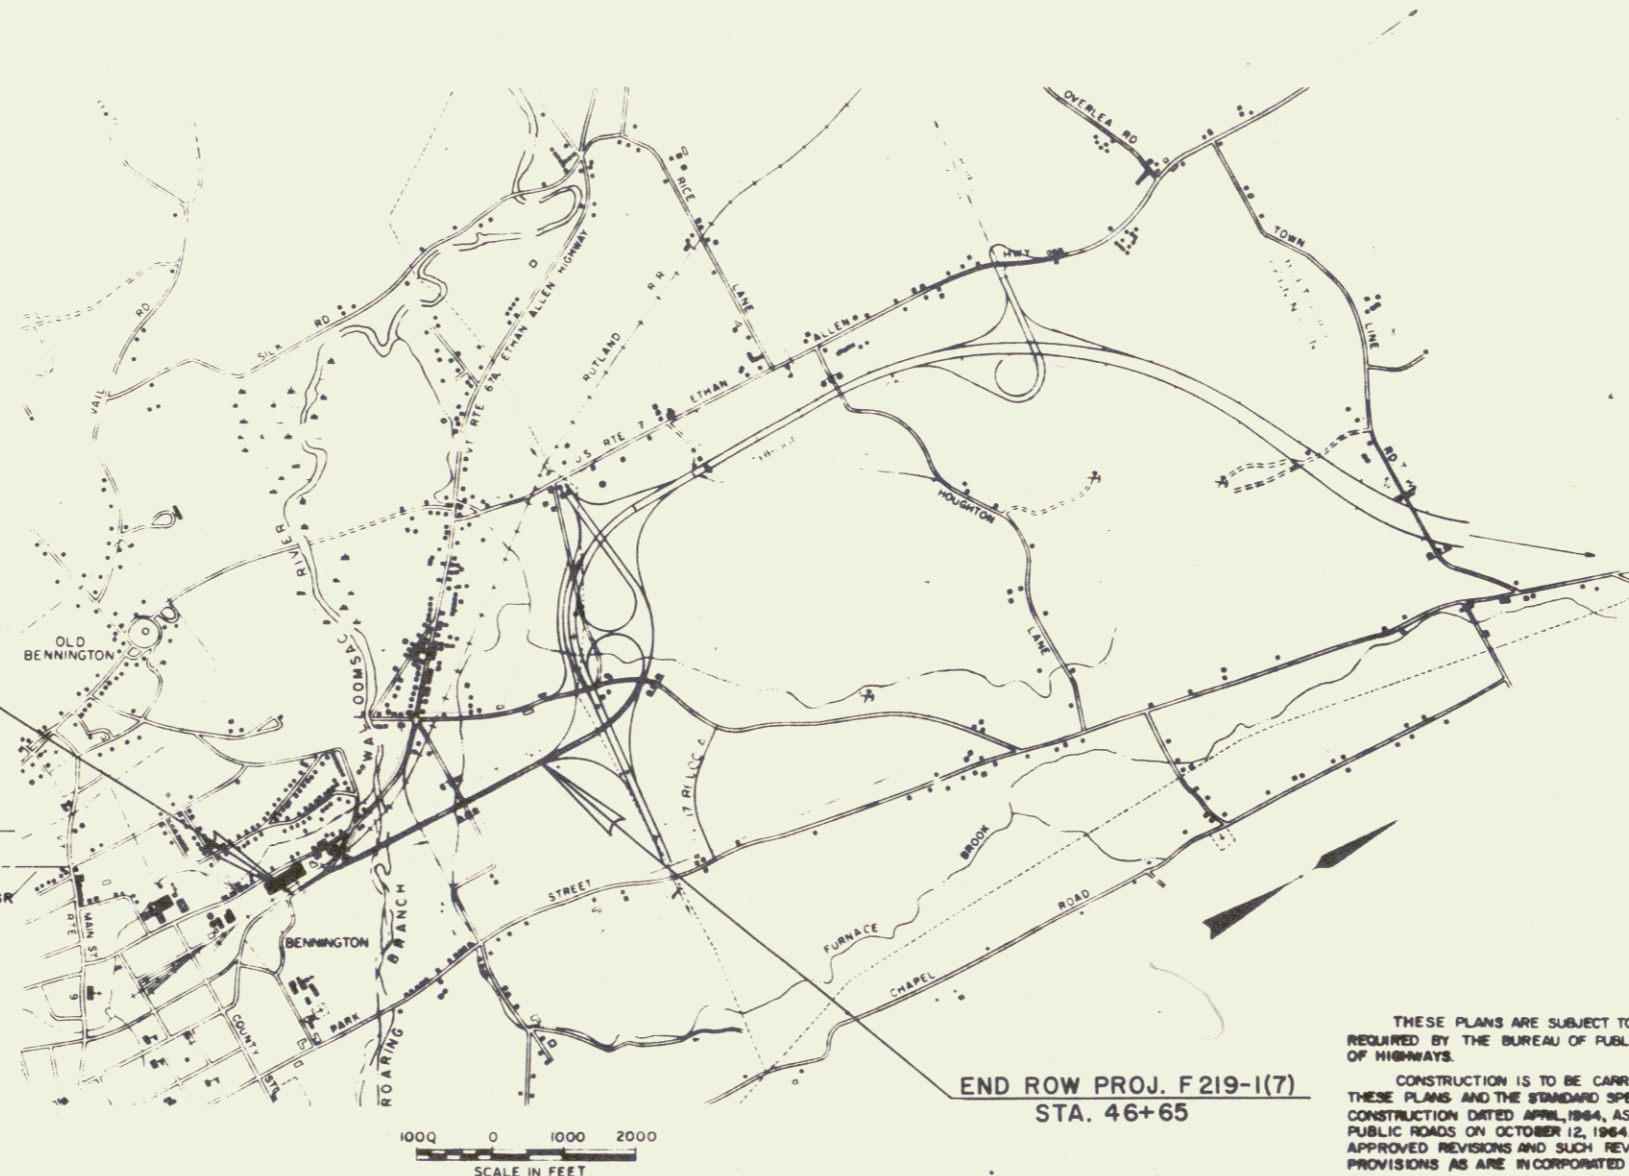 OVERLEA RD
RICE
LANE
TOWN
LINE
RD
HWY
ALLEN
ETHAN
US RTE 7
RUTLAND RR
VT RTE 67A ETHAN ALLEN HIGHWAY
SILK RD
VAIL
RD
RIVER
WALLOOMSAC
OLD
BENNINGTON
HOUGHTON
LANE
BROOK
FURNACE
STREET
PARK
CHAPEL
ROAD
ROARING BRANCH
BENNINGTON
MAIN ST
RTE
9
COUNTY
ST
END ROW PROJ. F 219-1(7)
STA. 46+65
1000 0 1000 2000
SCALE IN FEET
THESE PLANS ARE SUBJECT TO
REQUIRED BY THE BUREAU OF PUBL
OF HIGHWAYS.
CONSTRUCTION IS TO BE CARR
THESE PLANS AND THE STANDARD SPE
CONSTRUCTION DATED APRIL, 1964, AS
PUBLIC ROADS ON OCTOBER 12, 1964
APPROVED REVISIONS AND SUCH REV
PROVISIONS AS ARE INCORPORATED